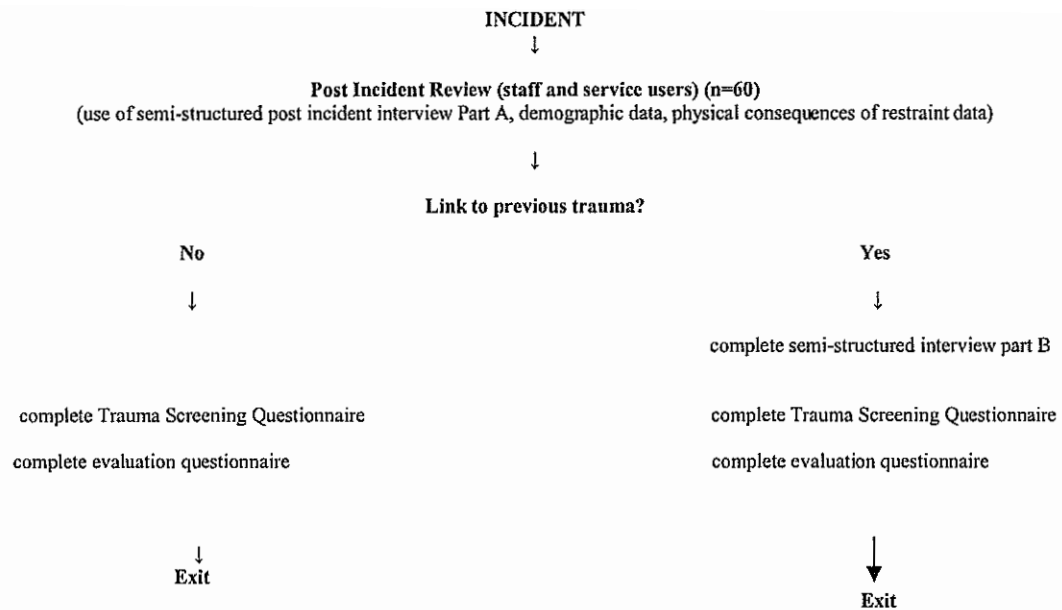 INCIDENT
↓
Post Incident Review (staff and service users) (n=60)
(use of semi-structured post incident interview Part A, demographic data, physical consequences of restraint data)
↓
Link to previous trauma?
No
Yes
↓
↓
complete semi-structured interview part B
complete Trauma Screening Questionnaire
complete Trauma Screening Questionnaire
complete evaluation questionnaire
complete evaluation questionnaire
↓
↓
Exit
Exit